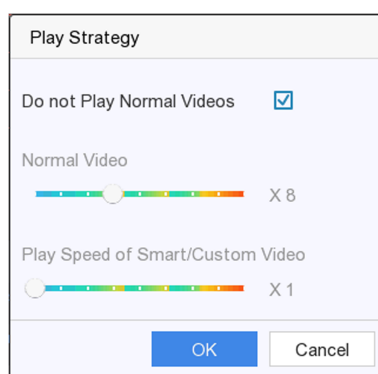 Play Strategy
Do not Play Normal Videos
Normal Video
X 8
Play Speed of Smart/Custom Video
X 1
OK Cancel